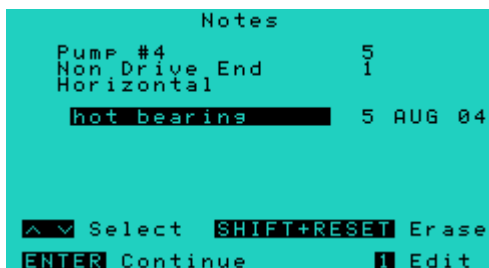 Notes
Pump #4 5
Non Drive End 1
Horizontal
hot bearing 5 AUG 04
∧ ∨ Select SHIFT+RESET Erase
ENTER Continue 1 Edit